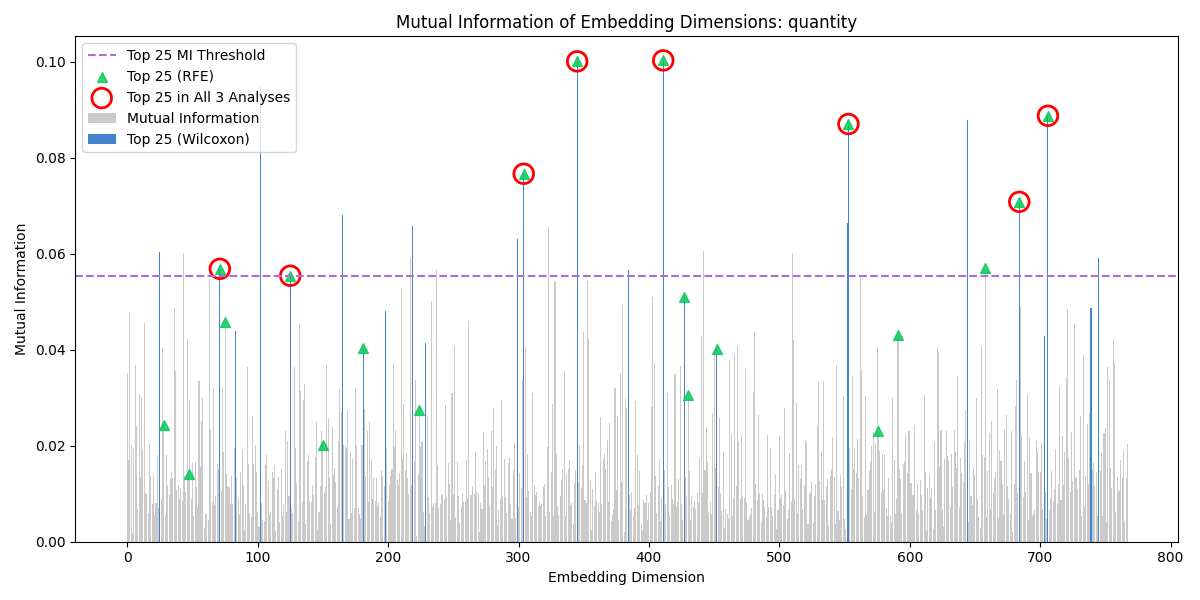 Mutual Information of Embedding Dimensions: quantity
Top 25 MI Threshold
Top 25 (RFE)
Top 25 in All 3 Analyses
Mutual Information
Top 25 (Wilcoxon)
Mutual Information
0.10
0.08
0.06
0.04
0.02
0.00
0 100 200 300 400 500 600 700 800
Embedding Dimension